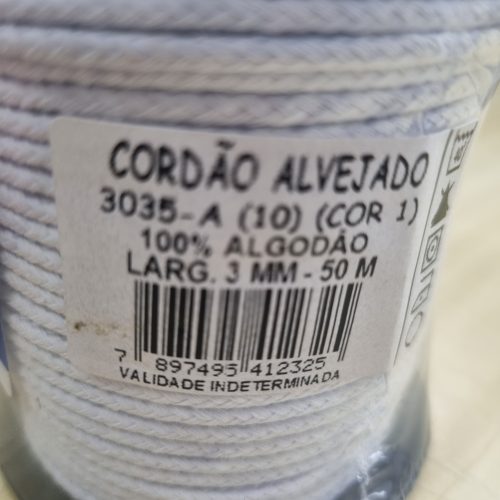 CORDÃO ALVEJADO
3035-A (10) (COR 1)
100% ALGODÃO
LARG. 3 MM - 50 M
7 897495 412325
VALIDADE INDETERMINADA